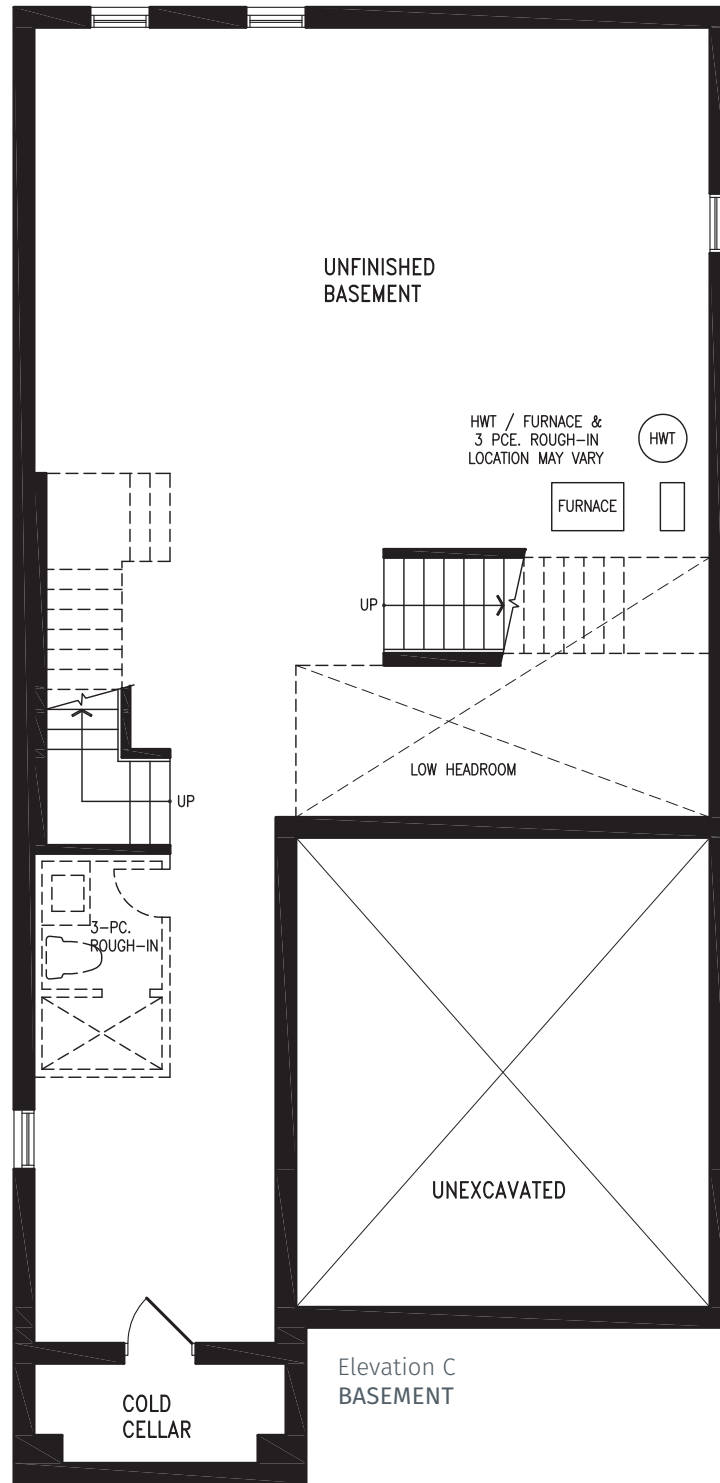 UNFINISHED
BASEMENT
HWT / FURNACE &
3 PCE. ROUGH-IN
LOCATION MAY VARY
HWT
FURNACE
UP
LOW HEADROOM
UP
3-PC.
ROUGH-IN
UNEXCAVATED
COLD
CELLAR
Elevation C
BASEMENT